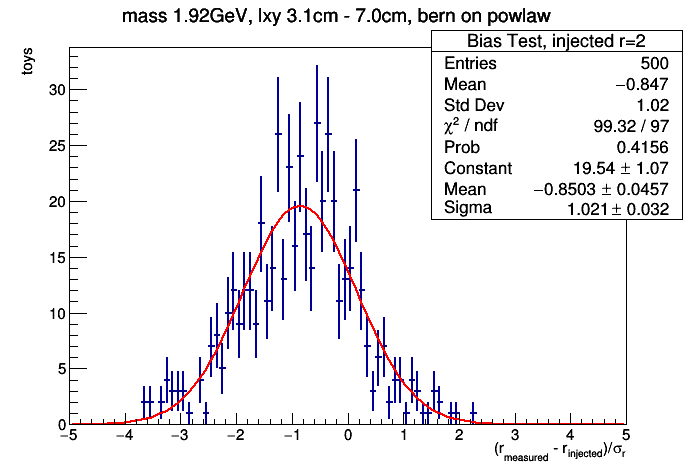 mass 1.92GeV, lxy 3.1cm - 7.0cm, bern on powlaw
toys
Bias Test, injected r=2
Entries 500
Mean −0.847
Std Dev 1.02
χ² / ndf 99.32 / 97
Prob 0.4156
Constant 19.54 ± 1.07
Mean −0.8503 ± 0.0457
Sigma 1.021 ± 0.032
30
25
20
15
10
5
0
−5 −4 −3 −2 −1 0 1 2 3 4 5
(r_measured - r_injected)/σ_r